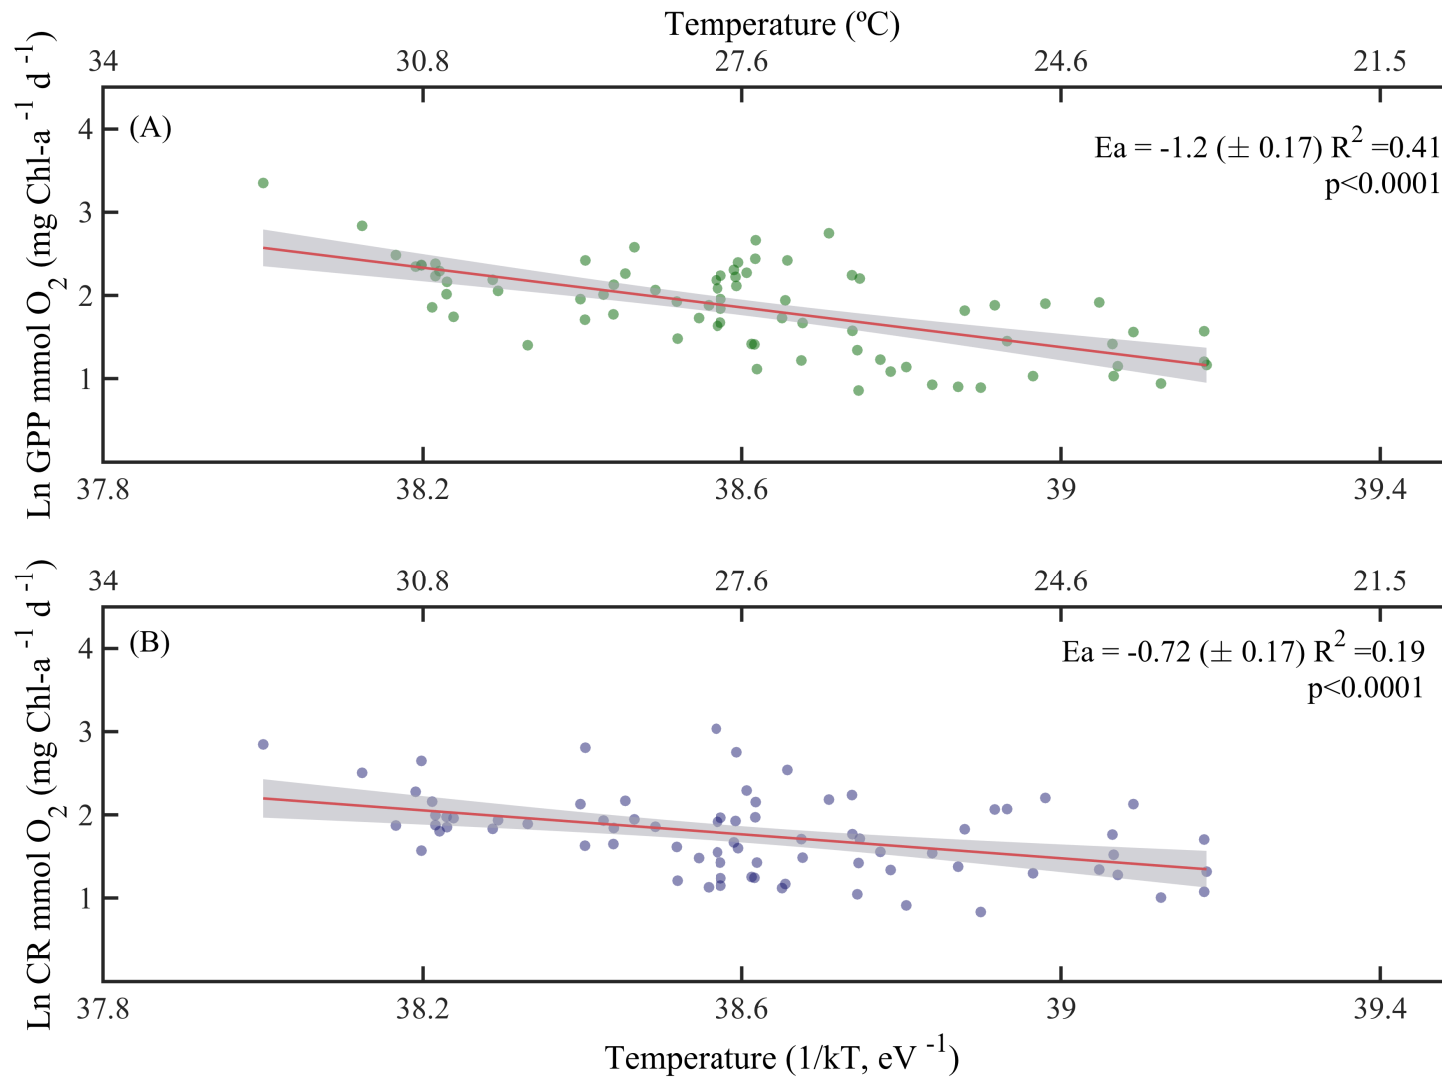 Temperature (ºC)
34 30.8 27.6 24.6 21.5
(A)
Ea = -1.2 (± 0.17) R² =0.41
p<0.0001
4
3
2
1
Ln GPP mmol O₂ (mg Chl-a ⁻¹ d ⁻¹)
37.8 38.2 38.6 39 39.4
34 30.8 27.6 24.6 21.5
(B)
Ea = -0.72 (± 0.17) R² =0.19
p<0.0001
4
3
2
1
Ln CR mmol O₂ (mg Chl-a ⁻¹ d ⁻¹)
37.8 38.2 38.6 39 39.4
Temperature (1/kT, eV ⁻¹)